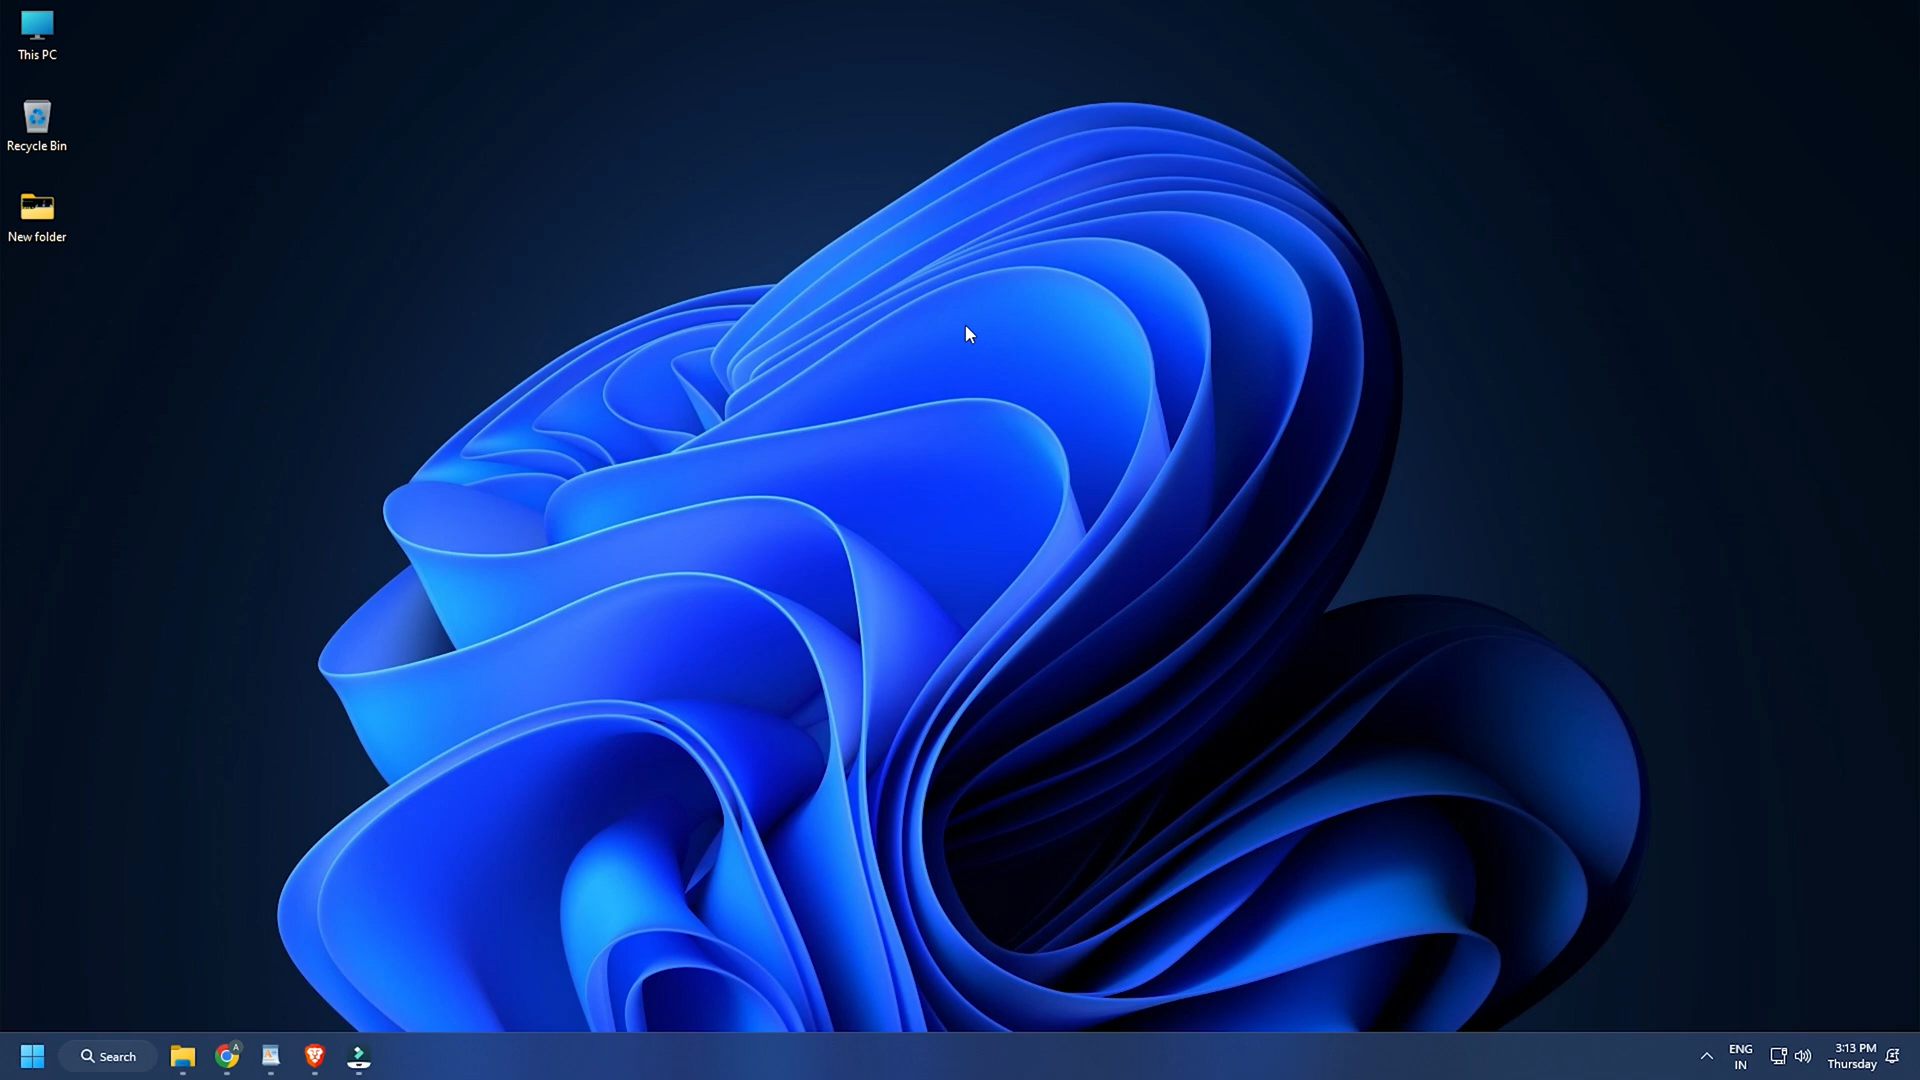 This PC
Recycle Bin
New folder
Search
A
ENG
IN
3:13 PM
Thursday